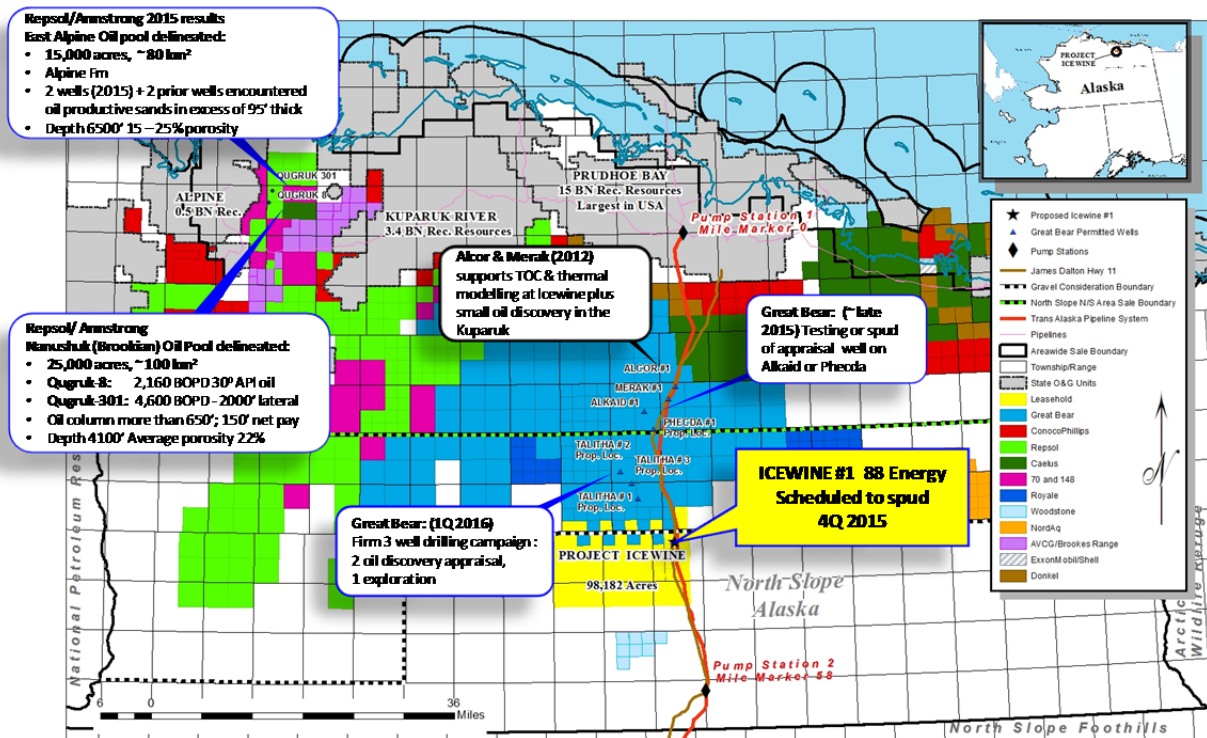 Repsol/Armstrong 2015 results
East Alpine Oil pool delineated:
• 15,000 acres, ~80 km²
• Alpine Fm
• 2 wells (2015) + 2 prior wells encountered
oil productive sands in excess of 95' thick
• Depth 6500' 15 – 25% porosity
PROJECT
ICEWINE
Alaska
QUGRUK 301
QUGRUK 8
ALPINE
0.5 BN Rec.
KUPARUK RIVER
3.4 BN Rec. Resources
PRUDHOE BAY
15 BN Rec. Resources
Largest in USA
Pump Station 1
Mile Marker 0
Alcor & Merak (2012)
supports TOC & thermal
modelling at Icewine plus
small oil discovery in the
Kuparuk
Great Bear: (~ late
2015) Testing or spud
of appraisal well on
Alkaid or Phecda
Repsol/ Armstrong
Nanushuk (Brookian) Oil Pool delineated:
• 25,000 acres, ~100 km²
• Qugruk-8: 2,160 BOPD 30⁰ API oil
• Qugruk-301: 4,600 BOPD - 2000' lateral
• Oil column more than 650'; 150' net pay
• Depth 4100' Average porosity 22%
ALCOR #1
MERAK #1
ALKAID #1
PHECDA #1
Prop. Loc.
TALITHA # 2
Prop. Loc.
TALITHA # 3
Prop. Loc.
TALITHA # 1
Prop. Loc.
ICEWINE #1 88 Energy
Scheduled to spud
4Q 2015
Great Bear: (1Q 2016)
Firm 3 well drilling campaign :
2 oil discovery appraisal,
1 exploration
PROJECT ICEWINE
98,182 Acres
North Slope
Alaska
Pump Station 2
Mile Marker 58
National Petroleum Res
Arctic
Wildlife Refuge
North Slope Foothills
6 0 36
Miles
N
Proposed Icewine #1
Great Bear Permitted Wells
Pump Stations
James Dalton Hwy 11
Gravel Consideration Boundary
North Slope N/S Area Sale Boundary
Trans Alaska Pipeline System
Pipelines
Areawide Sale Boundary
Township/Range
State O&G Units
Leasehold
Great Bear
ConocoPhillips
Repsol
Caelus
70 and 148
Royale
Woodstone
NordAq
AVCG/Brookes Range
ExxonMobil/Shell
Donkel